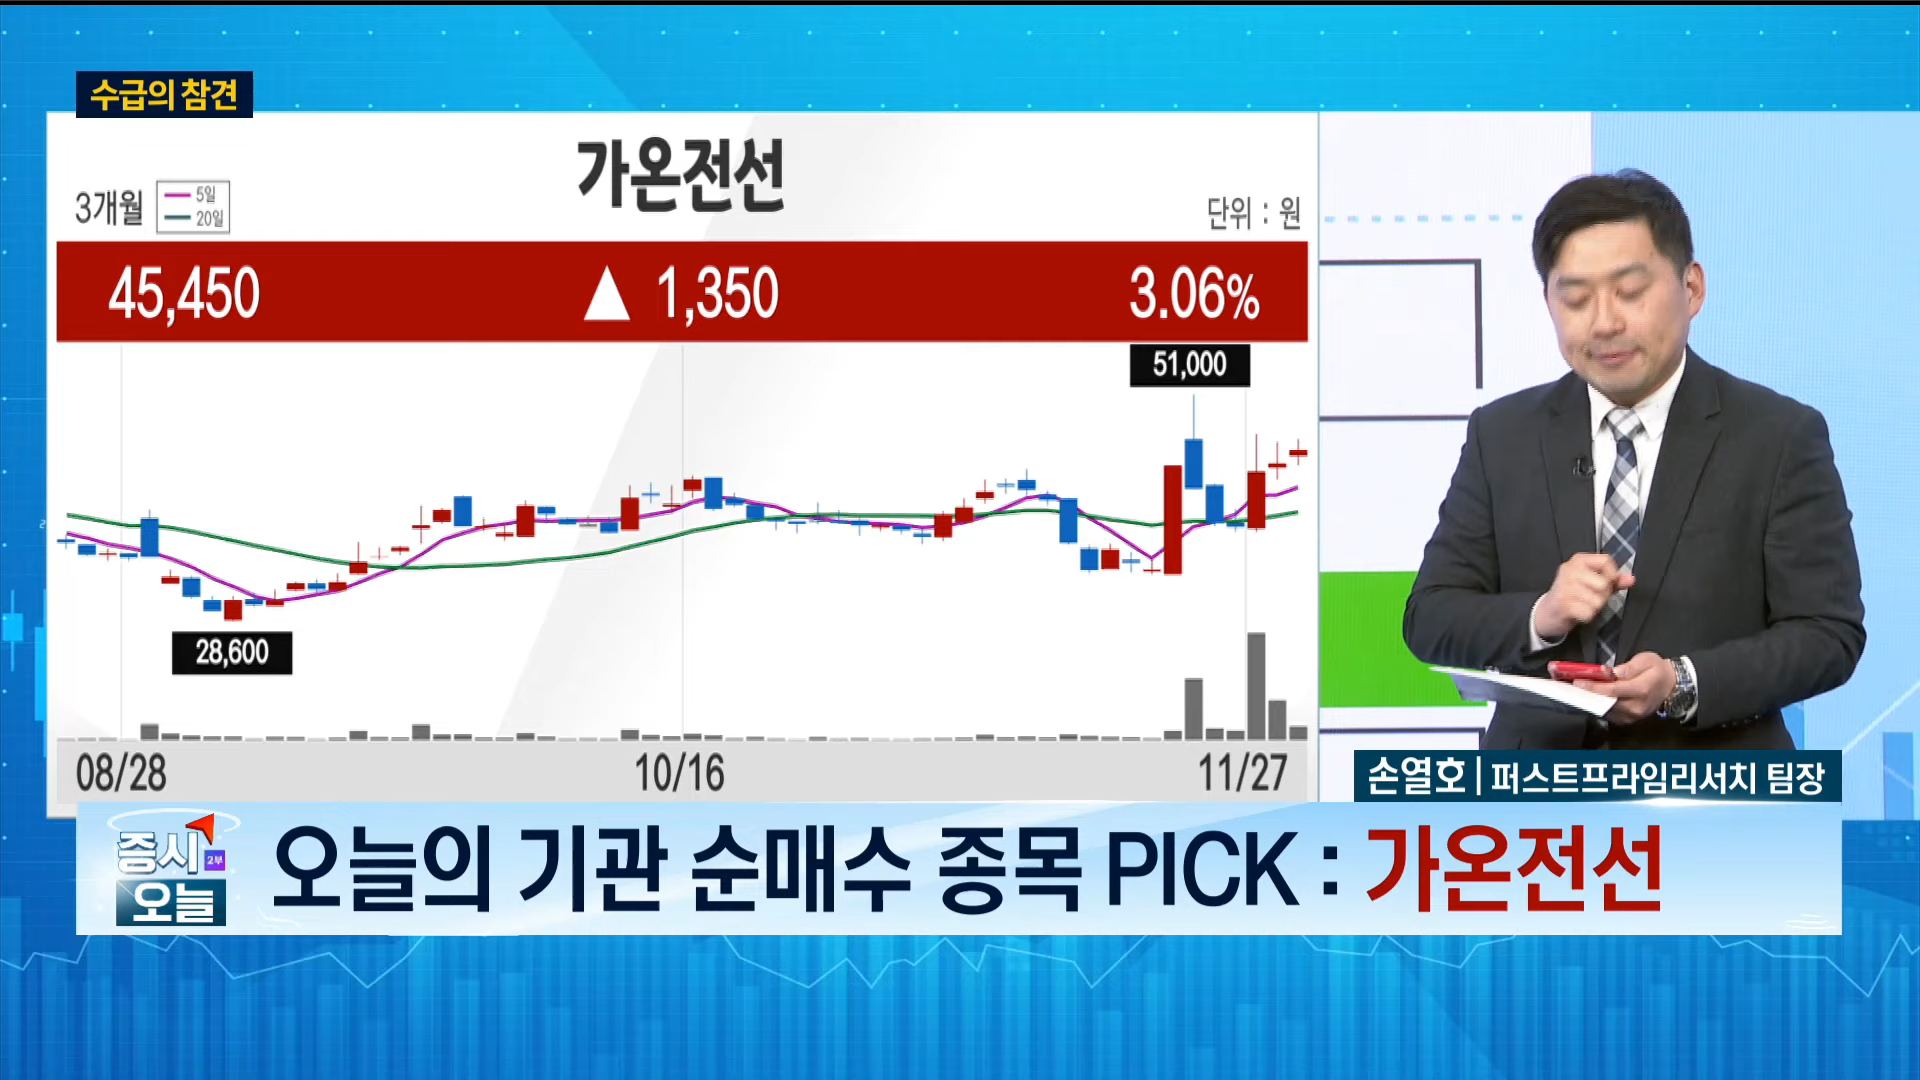 수급의 참견
가온전선
3개월
5일
20일
단위 : 원
45,450 ▲ 1,350 3.06%
51,000
28,600
08/28 10/16 11/27
손열호 | 퍼스트프라임리서치 팀장
증시 2부
오늘
오늘의 기관 순매수 종목 PICK : 가온전선